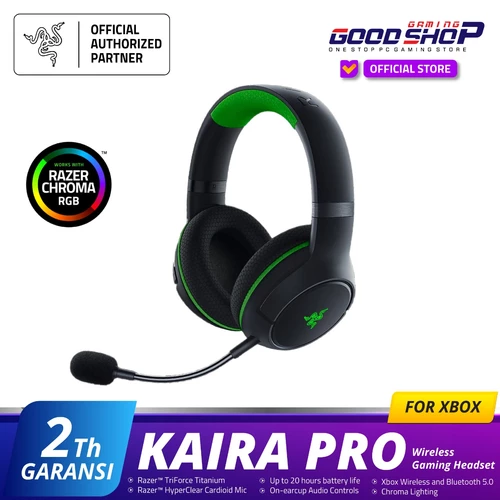 OFFICIAL
AUTHORIZED
PARTNER
GAMING
GOODSHOP
ONE STOP PC GAMING STORE
OFFICIAL STORE
WORKS WITH
RAZER
CHROMA
RGB
TM
FOR XBOX
2Th
GARANSI
KAIRA PRO
Wireless
Gaming Headset
• Razer™ TriForce Titanium
• Razer™ HyperClear Cardioid Mic
• Up to 20 hours battery life
• On-earcup Audio Controls
• Xbox Wireless and Bluetooth 5.0
• Chroma Lighting